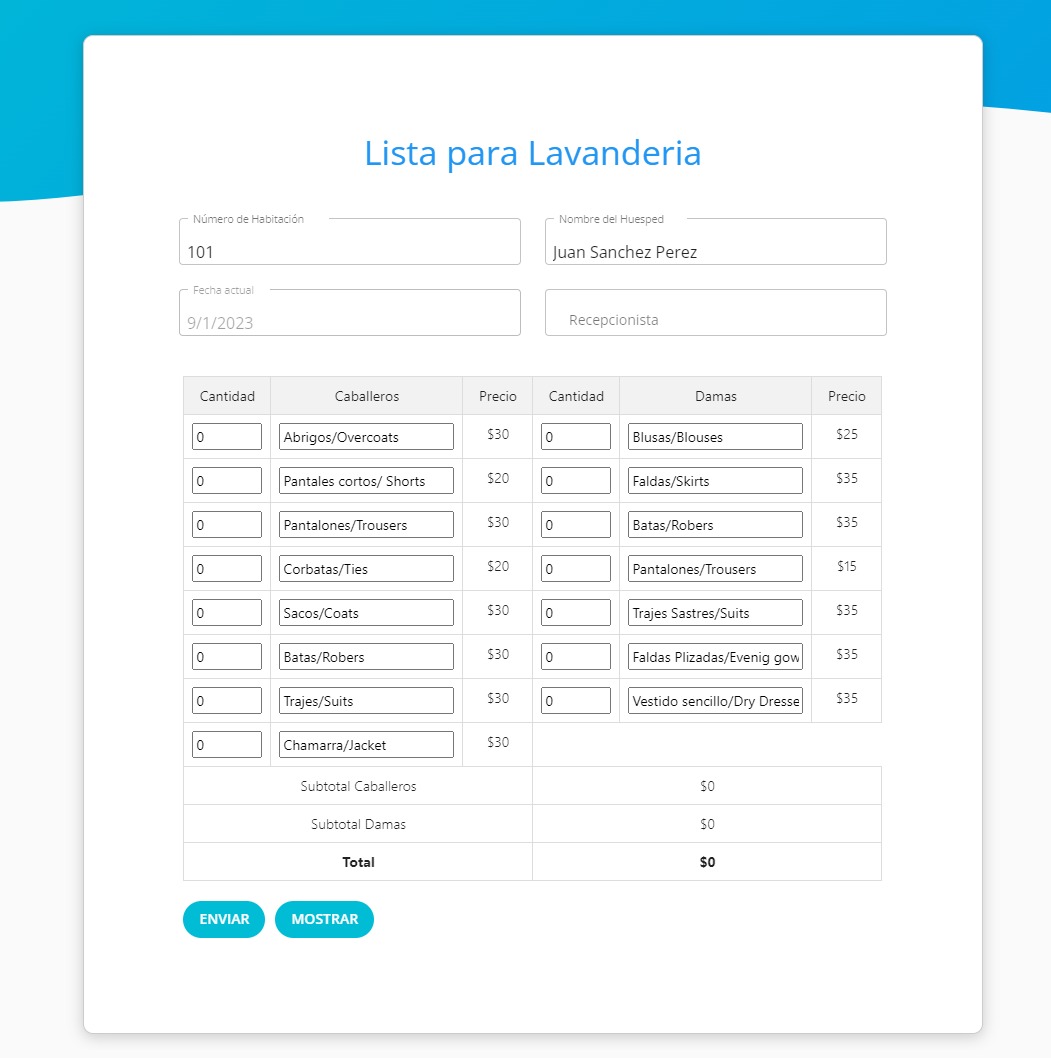 Lista para Lavanderia
Número de Habitación Nombre del Huesped
101 Juan Sanchez Perez
Fecha actual
9/1/2023 Recepcionista
Cantidad Caballeros Precio Cantidad Damas Precio
0 Abrigos/Overcoats $30 0 Blusas/Blouses $25
0 Pantales cortos/ Shorts $20 0 Faldas/Skirts $35
0 Pantalones/Trousers $30 0 Batas/Robers $35
0 Corbatas/Ties $20 0 Pantalones/Trousers $15
0 Sacos/Coats $30 0 Trajes Sastres/Suits $35
0 Batas/Robers $30 0 Faldas Plizadas/Evenig gow $35
0 Trajes/Suits $30 0 Vestido sencillo/Dry Dresse $35
0 Chamarra/Jacket $30
Subtotal Caballeros $0
Subtotal Damas $0
Total $0
ENVIAR MOSTRAR